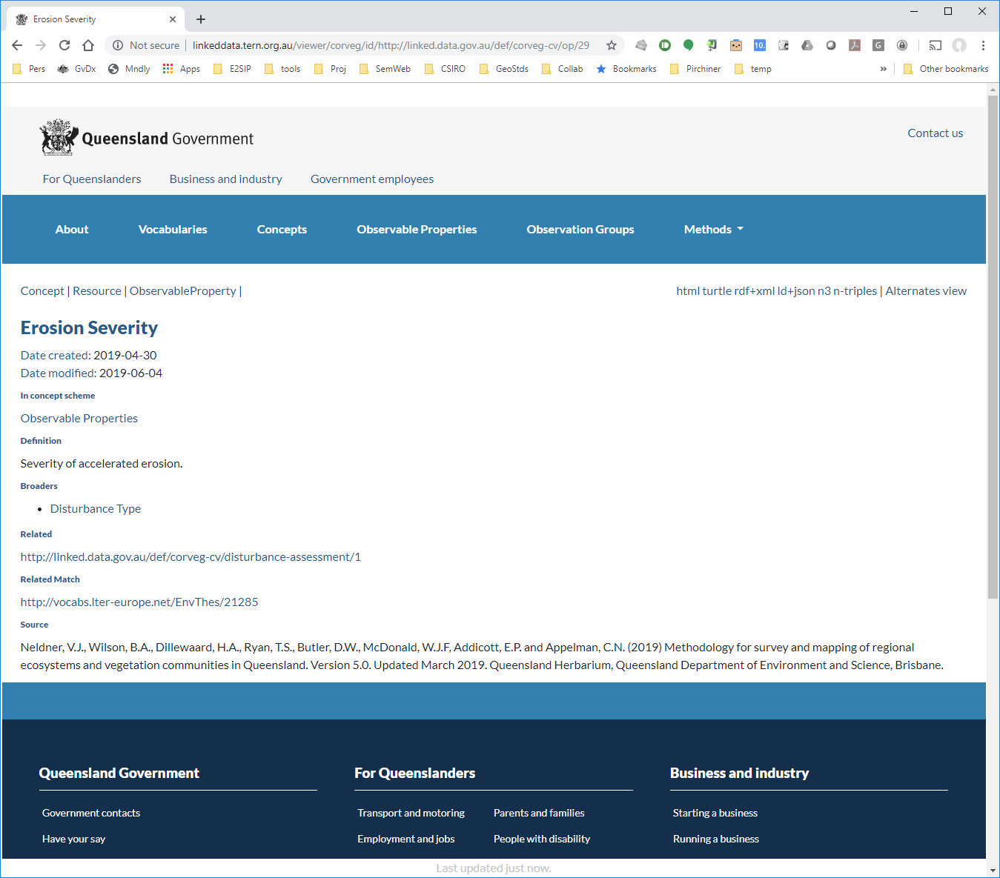 Erosion Severity
Not secure | linkeddata.tern.org.au/viewer/corveg/id/http://linked.data.gov.au/def/corveg-cv/op/29
10.
G
Pers GvDx Mndly Apps E2SIP tools Proj SemWeb CSIRO GeoStds Collab Bookmarks Pirchiner temp » Other bookmarks
Queensland Government
Contact us
For Queenslanders Business and industry Government employees
About Vocabularies Concepts Observable Properties Observation Groups Methods
Concept | Resource | ObservableProperty |
html turtle rdf+xml ld+json n3 n-triples | Alternates view
Erosion Severity
Date created: 2019-04-30
Date modified: 2019-06-04
In concept scheme
Observable Properties
Definition
Severity of accelerated erosion.
Broaders
• Disturbance Type
Related
http://linked.data.gov.au/def/corveg-cv/disturbance-assessment/1
Related Match
http://vocabs.lter-europe.net/EnvThes/21285
Source
Neldner, V.J., Wilson, B.A., Dillewaard, H.A., Ryan, T.S., Butler, D.W., McDonald, W.J.F, Addicott, E.P. and Appelman, C.N. (2019) Methodology for survey and mapping of regional
ecosystems and vegetation communities in Queensland. Version 5.0. Updated March 2019. Queensland Herbarium, Queensland Department of Environment and Science, Brisbane.
Queensland Government
Government contacts
Have your say
For Queenslanders
Transport and motoring Parents and families
Employment and jobs People with disability
Business and industry
Starting a business
Running a business
Last updated just now.